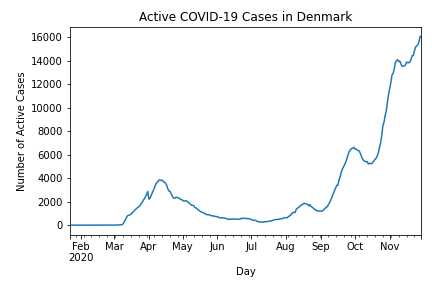 Active COVID-19 Cases in Denmark
Number of Active Cases
16000
14000
12000
10000
8000
6000
4000
2000
0
Feb Mar Apr May Jun Jul Aug Sep Oct Nov
2020
Day